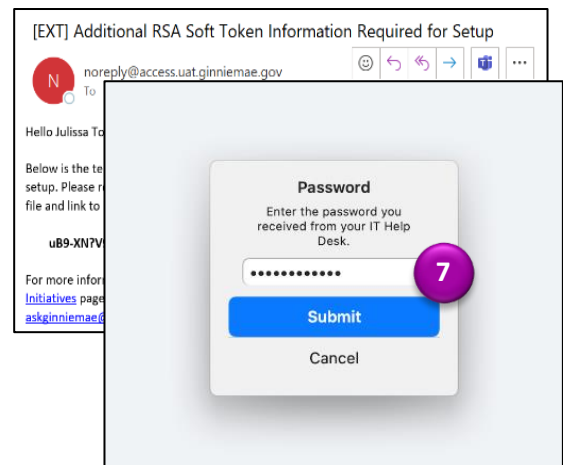 [EXT] Additional RSA Soft Token Information Required for Setup
N
noreply@access.uat.ginniemae.gov
To
Hello Julissa To
Below is the te
setup. Please r
file and link to
uB9-XN?V
For more inforr
Initiatives page
askginniemae@
Password
Enter the password you
received from your IT Help
Desk.
••••••••••••
7
Submit
Cancel